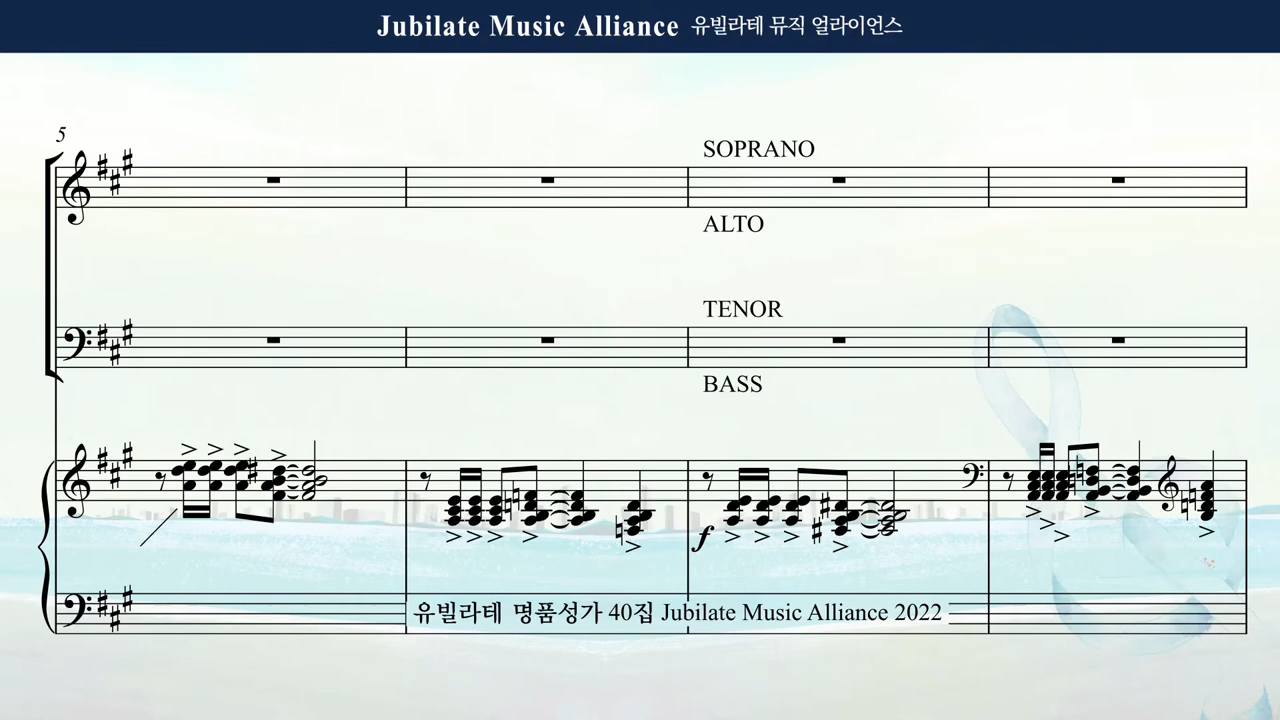 Jubilate Music Alliance 유빌라테 뮤직 얼라이언스
5
SOPRANO
ALTO
TENOR
BASS
f
유빌라테 명품성가 40집 Jubilate Music Alliance 2022